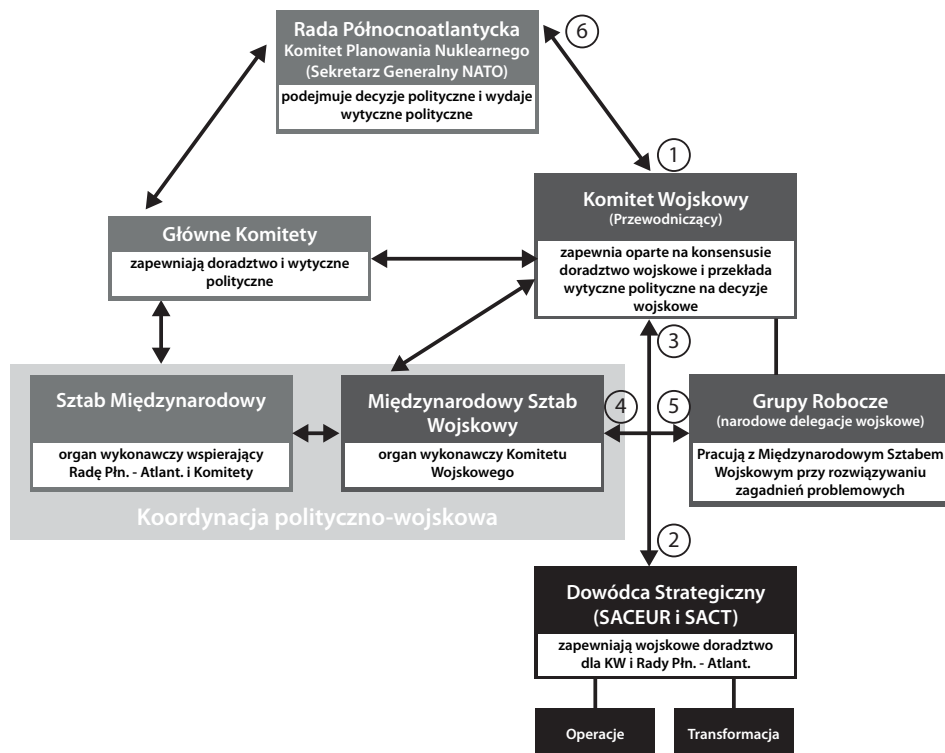 Rada Północnoatlantycka
Komitet Planowania Nuklearnego
(Sekretarz Generalny NATO)
podejmuje decyzje polityczne i wydaje
wytyczne polityczne
6
1
Komitet Wojskowy
(Przewodniczący)
zapewnia oparte na konsensusie
doradztwo wojskowe i przekłada
wytyczne polityczne na decyzje
wojskowe
Główne Komitety
zapewniają doradztwo i wytyczne
polityczne
3
Sztab Międzynarodowy
organ wykonawczy wspierający
Radę Płn. - Atlant. i Komitety
Międzynarodowy Sztab
Wojskowy
organ wykonawczy Komitetu
Wojskowego
4
5
Grupy Robocze
(narodowe delegacje wojskowe)
Pracują z Międzynarodowym Sztabem
Wojskowym przy rozwiązywaniu
zagadnień problemowych
Koordynacja polityczno-wojskowa
2
Dowódca Strategiczny
(SACEUR i SACT)
zapewniają wojskowe doradztwo
dla KW i Rady Płn. - Atlant.
Operacje
Transformacja